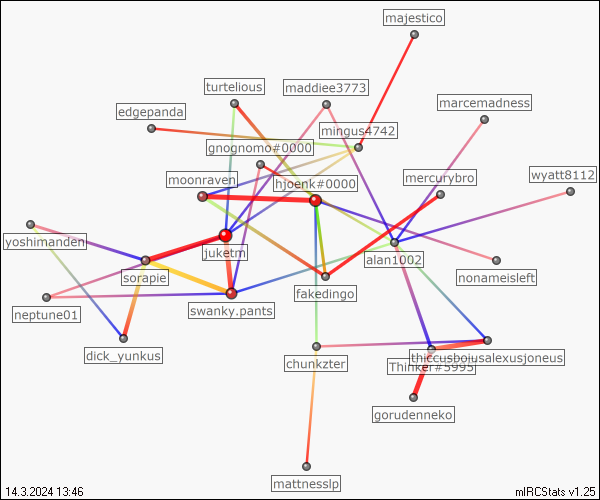 majestico
turtelious
maddiee3773
marcemadness
edgepanda
mingus4742
gnognomo#0000
moonraven
hjoenk#0000
mercurybro
wyatt8112
yoshimanden
juketm
alan1002
sorapie
nonameisleft
fakedingo
neptune01
swanky.pants
dick_yunkus
chunkzter
thiccusboiusalexusjoneus
Thinker#5995
gorudenneko
mattnesslp
14.3.2024 13:46
mIRCStats v1.25